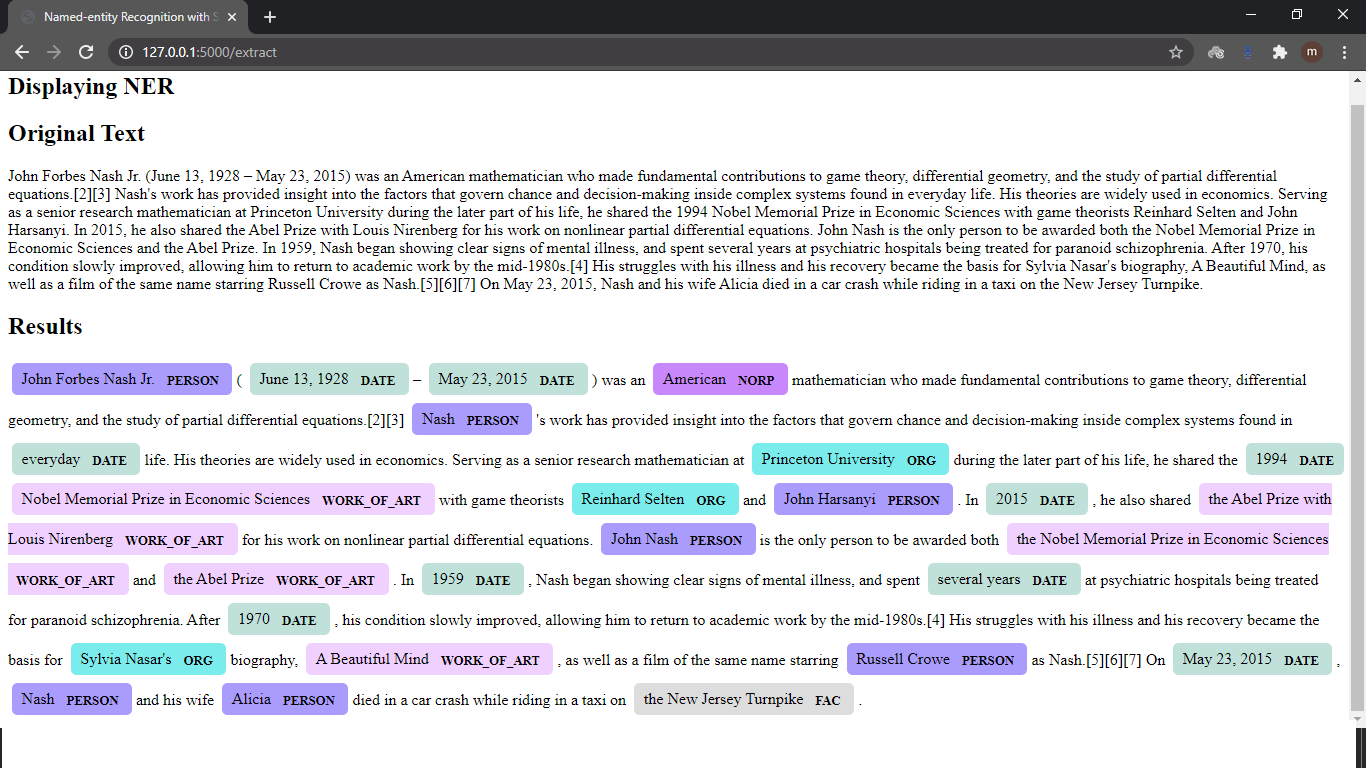 Named-entity Recognition with S
127.0.0.1:5000/extract
m
Displaying NER
Original Text
John Forbes Nash Jr. (June 13, 1928 – May 23, 2015) was an American mathematician who made fundamental contributions to game theory, differential geometry, and the study of partial differential
equations.[2][3] Nash's work has provided insight into the factors that govern chance and decision-making inside complex systems found in everyday life. His theories are widely used in economics. Serving
as a senior research mathematician at Princeton University during the later part of his life, he shared the 1994 Nobel Memorial Prize in Economic Sciences with game theorists Reinhard Selten and John
Harsanyi. In 2015, he also shared the Abel Prize with Louis Nirenberg for his work on nonlinear partial differential equations. John Nash is the only person to be awarded both the Nobel Memorial Prize in
Economic Sciences and the Abel Prize. In 1959, Nash began showing clear signs of mental illness, and spent several years at psychiatric hospitals being treated for paranoid schizophrenia. After 1970, his
condition slowly improved, allowing him to return to academic work by the mid-1980s.[4] His struggles with his illness and his recovery became the basis for Sylvia Nasar's biography, A Beautiful Mind, as
well as a film of the same name starring Russell Crowe as Nash.[5][6][7] On May 23, 2015, Nash and his wife Alicia died in a car crash while riding in a taxi on the New Jersey Turnpike.
Results
John Forbes Nash Jr. PERSON ( June 13, 1928 DATE – May 23, 2015 DATE ) was an American NORP mathematician who made fundamental contributions to game theory, differential
geometry, and the study of partial differential equations.[2][3] Nash PERSON 's work has provided insight into the factors that govern chance and decision-making inside complex systems found in
everyday DATE life. His theories are widely used in economics. Serving as a senior research mathematician at Princeton University ORG during the later part of his life, he shared the 1994 DATE
Nobel Memorial Prize in Economic Sciences WORK_OF_ART with game theorists Reinhard Selten ORG and John Harsanyi PERSON . In 2015 DATE , he also shared the Abel Prize with
Louis Nirenberg WORK_OF_ART for his work on nonlinear partial differential equations. John Nash PERSON is the only person to be awarded both the Nobel Memorial Prize in Economic Sciences
WORK_OF_ART and the Abel Prize WORK_OF_ART . In 1959 DATE , Nash began showing clear signs of mental illness, and spent several years DATE at psychiatric hospitals being treated
for paranoid schizophrenia. After 1970 DATE , his condition slowly improved, allowing him to return to academic work by the mid-1980s.[4] His struggles with his illness and his recovery became the
basis for Sylvia Nasar's ORG biography, A Beautiful Mind WORK_OF_ART , as well as a film of the same name starring Russell Crowe PERSON as Nash.[5][6][7] On May 23, 2015 DATE ,
Nash PERSON and his wife Alicia PERSON died in a car crash while riding in a taxi on the New Jersey Turnpike FAC .